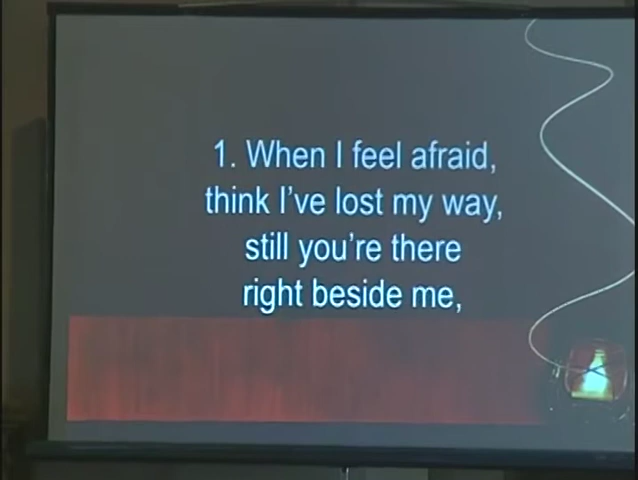 1. When I feel afraid,
think I've lost my way,
still you're there
right beside me,